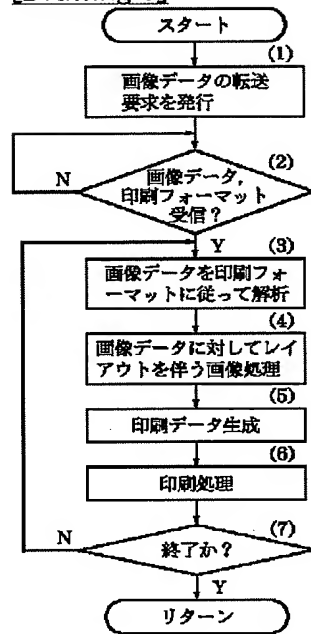 スタート
(1)
画像データの転送
要求を発行
(2)
画像データ,
印刷フォーマット
受信?
N
Y
(3)
画像データを印刷フォ
ーマットに従って解析
(4)
画像データに対してレイ
アウトを伴う画像処理
(5)
印刷データ生成
(6)
印刷処理
(7)
終了か?
N
Y
リターン